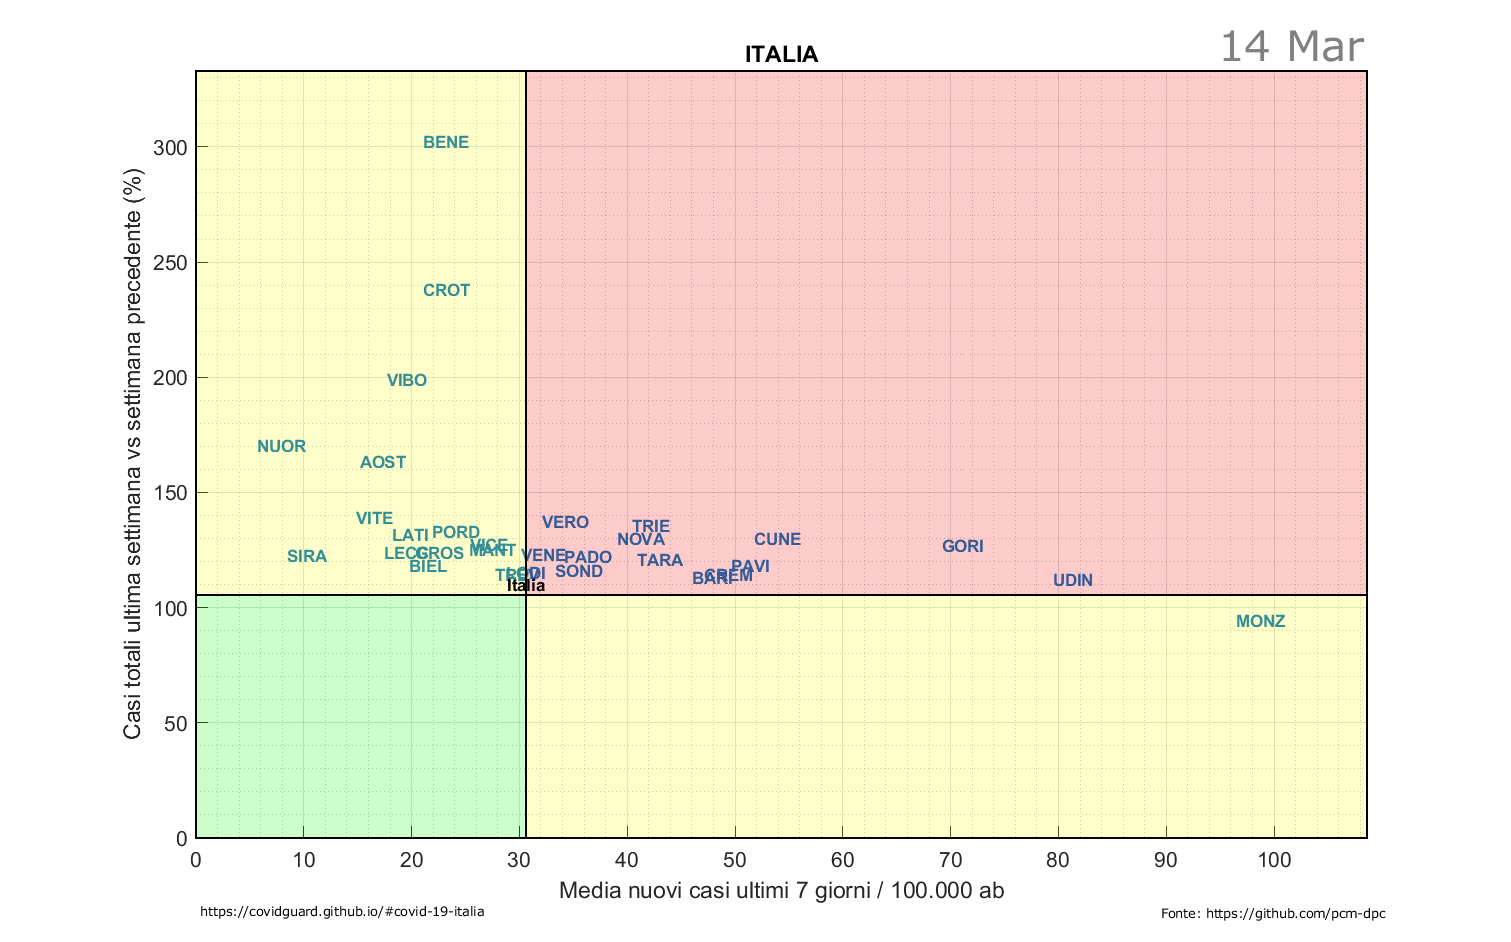 14 Mar
ITALIA
Casi totali ultima settimana vs settimana precedente (%)
300
250
200
150
100
50
0
BENE
CROT
VIBO
NUOR
AOST
VITE
VERO
TRIE
LATI
PORD
NOVA
CUNE
VICE
MANT
GORI
SIRA
LECC
GROS
VENE
PADO
TARA
BIEL
PAVI
TREV
LODI
SOND
BARI
CREM
UDIN
Italia
MONZ
0 10 20 30 40 50 60 70 80 90 100
Media nuovi casi ultimi 7 giorni / 100.000 ab
https://covidguard.github.io/#covid-19-italia
Fonte: https://github.com/pcm-dpc